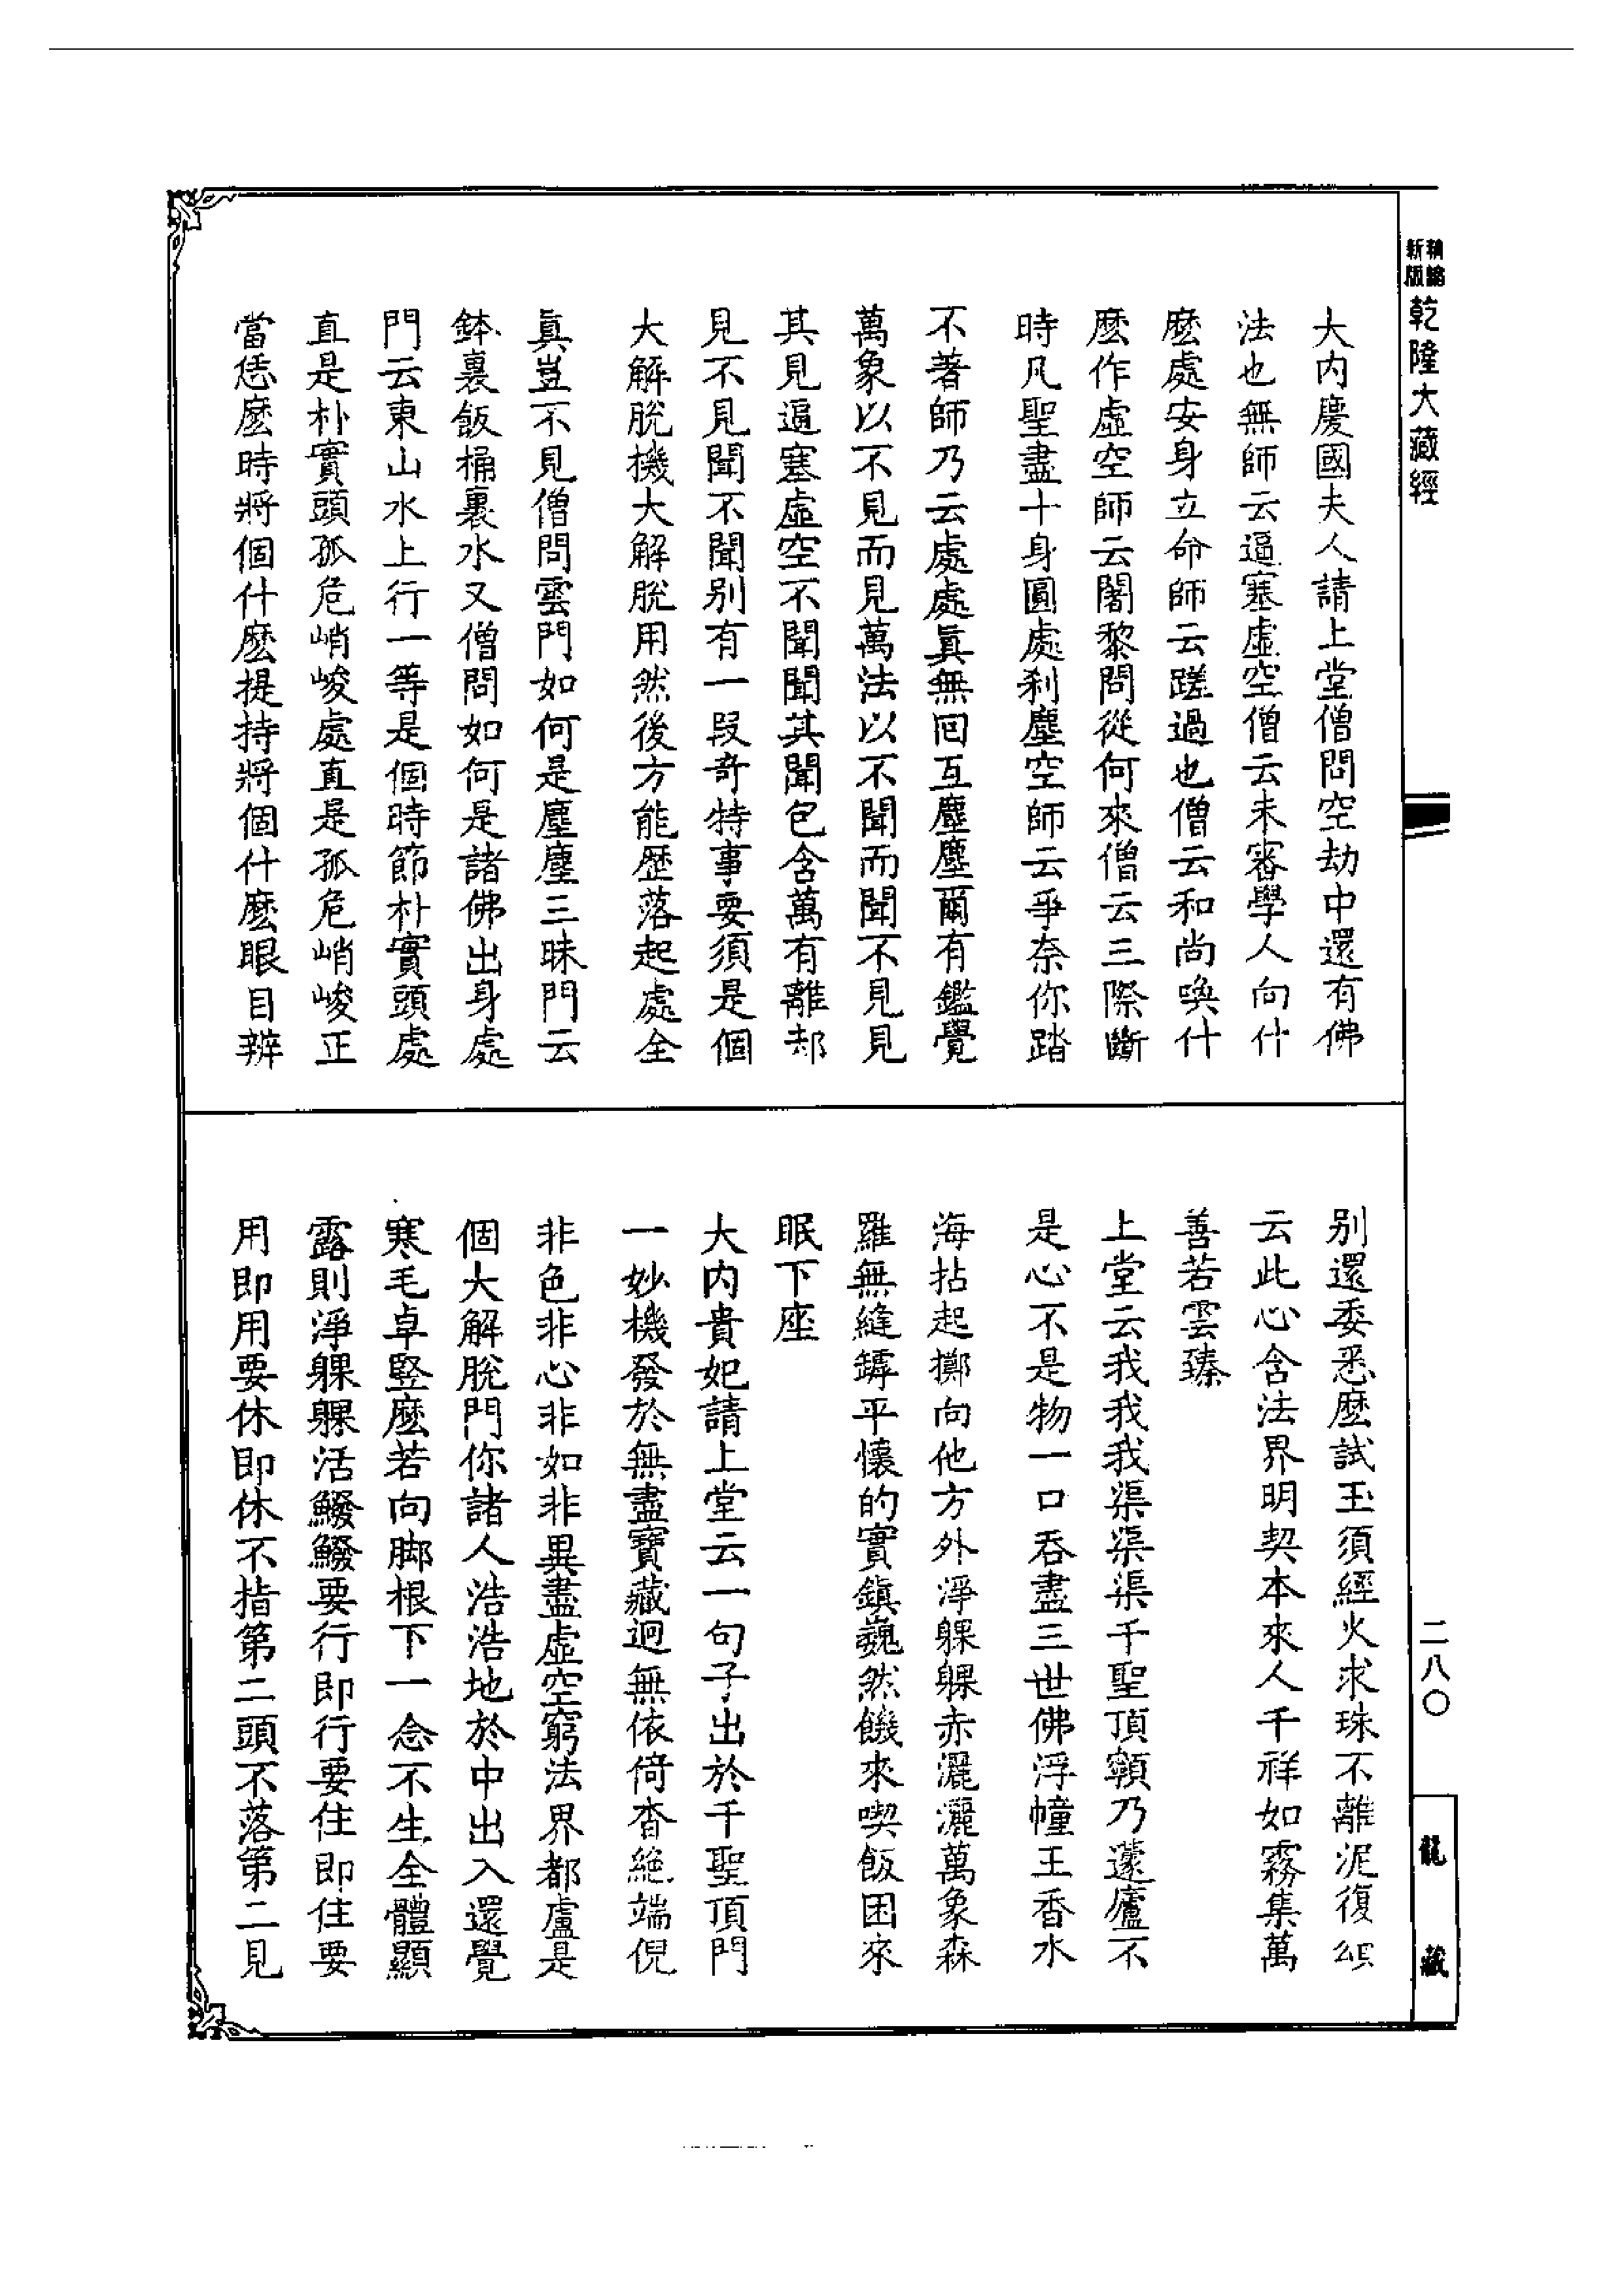 精縮新版
乾隆大藏經
大内慶國夫人請上堂僧問空劫中還有佛
法也無師云逼塞虛空僧云未審學人向什
麽處安身立命師云蹉過也僧云和尚喚什
麽作虛空師云闍黎問從何來僧云三際斷
時凡聖盡十身圓處刹塵空師云爭奈你踏
不著師乃云處處眞無回互塵塵爾有鑑覺
萬象以不見而見萬法以不聞而聞不見見
其見逼塞虛空不聞聞其聞包含萬有離却
見不見聞不聞别有一段奇特事要須是個
大解脫機大解脫用然後方能歷落起處全
眞豈不見僧問雲門如何是塵塵三昧門云
鉢裏飯桶裏水又僧問如何是諸佛出身處
門云東山水上行一等是個時節朴實頭處
直是朴實頭孤危峭峻處直是孤危峭峻正
當恁麽時將個什麽提持將個什麽眼目辨
别還委悉麽試玉須經火求珠不離泥復頌
云此心含法界明契本來人千祥如霧集萬
善若雲臻
上堂云我我我渠渠渠千聖頂𩕳乃蘧廬不
是心不是物一口吞盡三世佛浮幢王香水
海拈起擲向他方外淨躶躶赤灑灑萬象森
羅無縫罅平懷的實鎮巍然饑來喫飯困來
眠下座
大内貴妃請上堂云一句子出於千聖頂門
一妙機發於無盡寶藏迥無依倚杳絶端倪
非色非心非如非異盡虛空窮法界都盧是
個大解脫門你諸人浩浩地於中出入還覺
寒毛卓豎麽若向脚根下一念不生全體顯
露則淨躶躶活鱍鱍要行即行要住即住要
用即用要休即休不指第二頭不落第二見
二八〇
龍藏